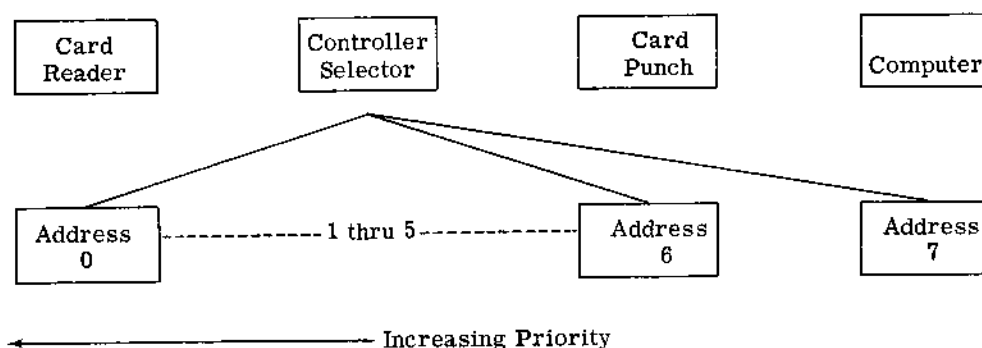 Card
Reader
Controller
Selector
Card
Punch
Computer
Address
0
1 thru 5
Address
6
Address
7
Increasing Priority